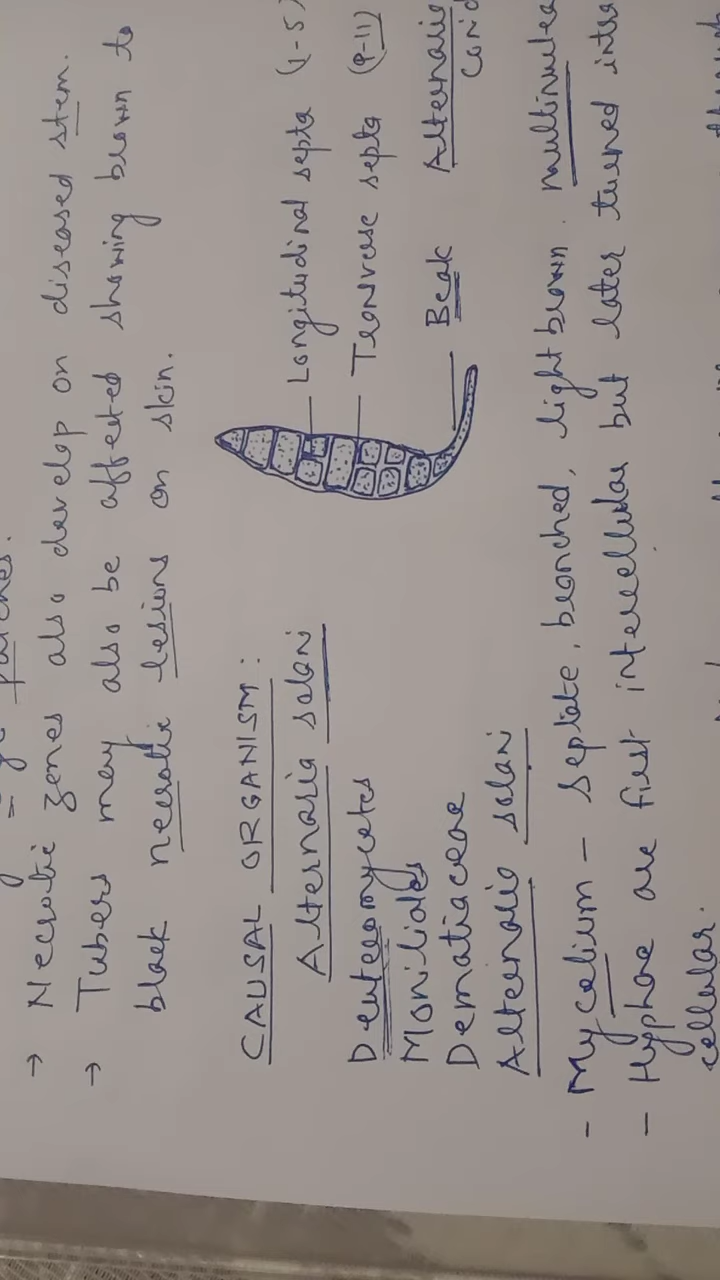 patches.
→ Necrotic zones also develop on diseased stem.
→ Tubers may also be affected showing brown to
black necrotic lesions on skin.
CAUSAL ORGANISM:
Alternaria solani
Deuteromycetes
Moniliales
Dematiaceae
Alternaria solani
Longitudinal septa (1-5)
Tranverse septa (9-11)
Beak
Alternaria
- Mycelium - septate, branched, light brown.
- Hyphae are first intercellular but later turned intra
cellular.